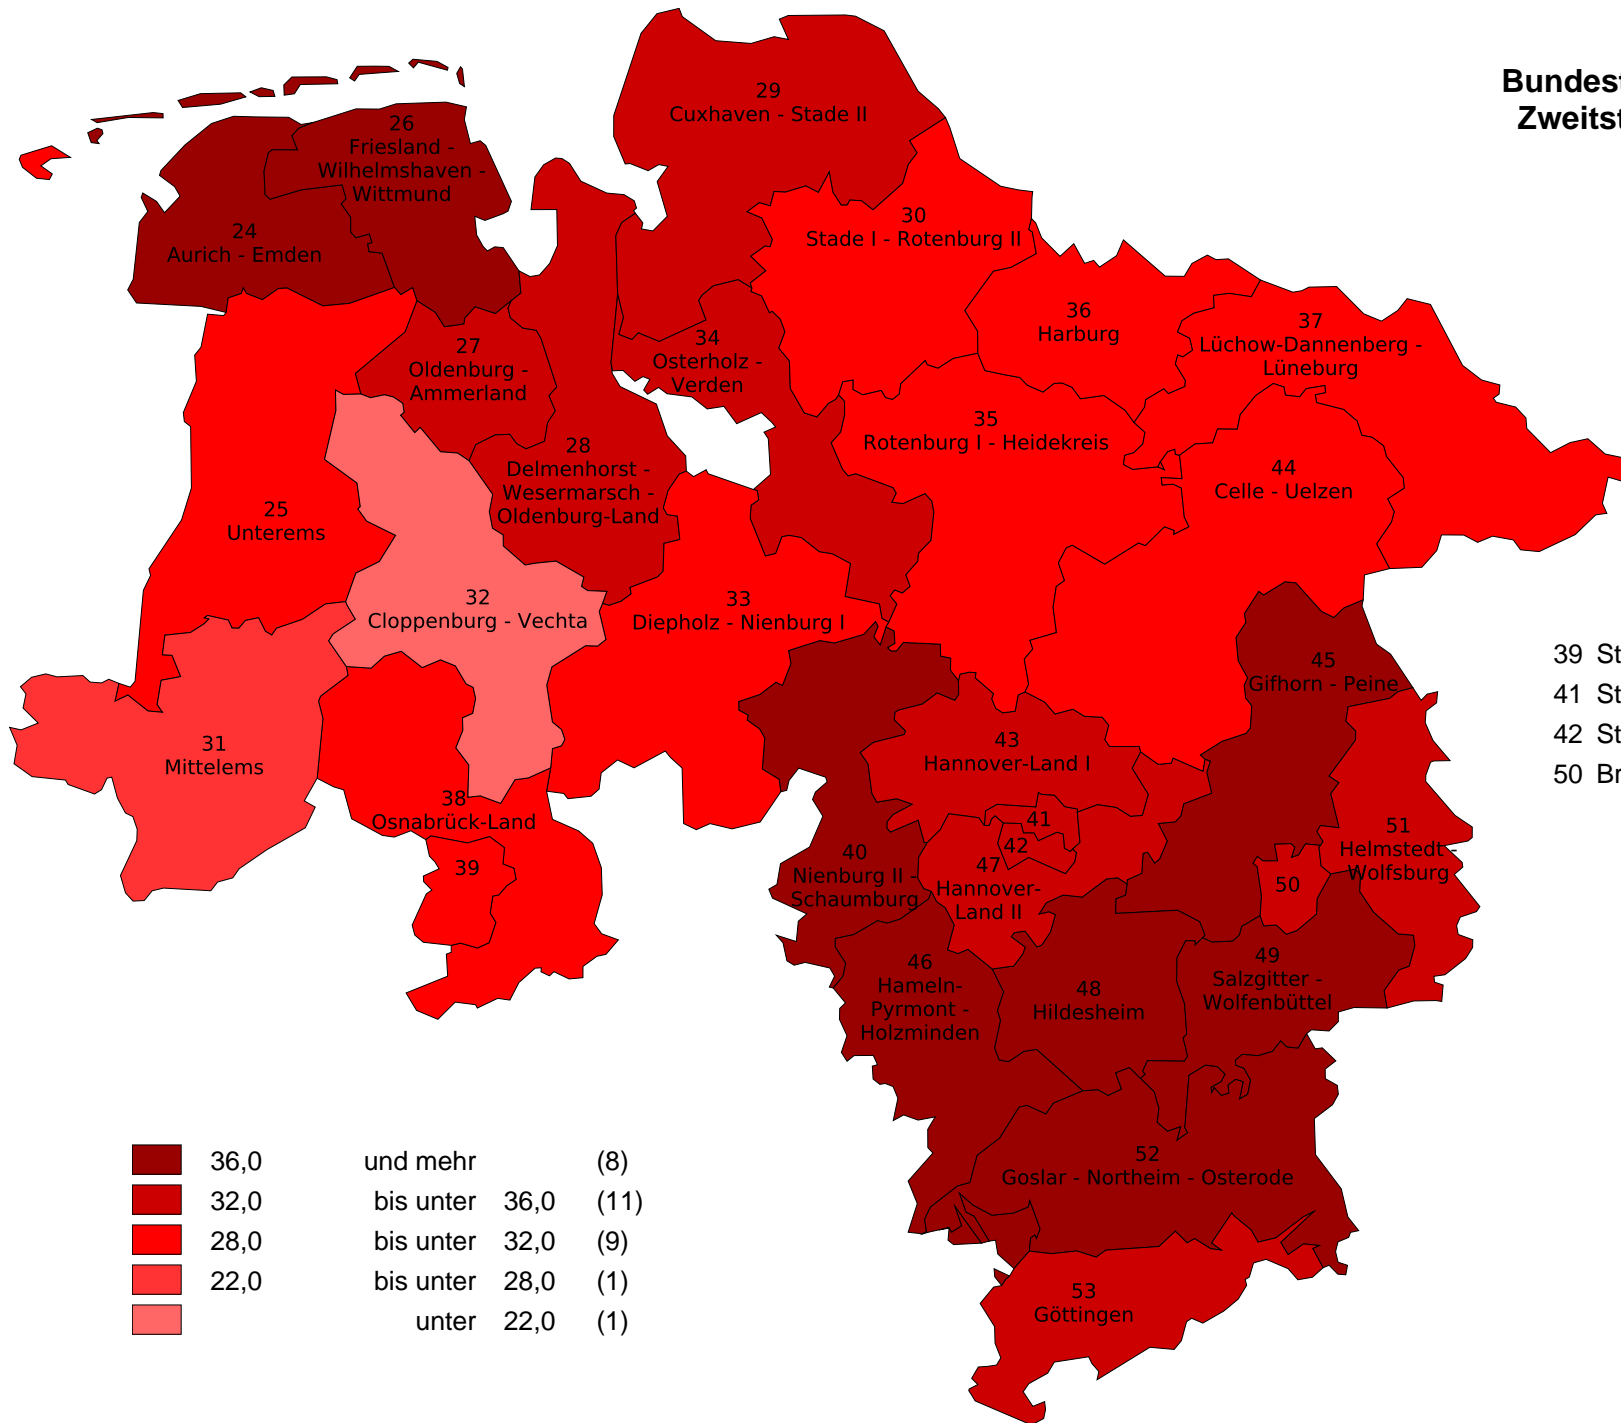 Bundest
Zweitst
29
Cuxhaven - Stade II
26
Friesland -
Wilhelmshaven -
Wittmund
24
Aurich - Emden
30
Stade I - Rotenburg II
36
Harburg
37
Lüchow-Dannenberg -
Lüneburg
27
Oldenburg -
Ammerland
34
Osterholz -
Verden
35
Rotenburg I - Heidekreis
28
Delmenhorst -
Wesermarsch -
Oldenburg-Land
44
Celle - Uelzen
25
Unterems
32
Cloppenburg - Vechta
33
Diepholz - Nienburg I
45
Gifhorn - Peine
39 St
41 St
42 St
50 Br
31
Mittelems
43
Hannover-Land I
38
Osnabrück-Land
39
41
42
40
Nienburg II -
Schaumburg
47
Hannover-
Land II
51
Helmstedt -
Wolfsburg
50
46
Hameln-
Pyrmont -
Holzminden
48
Hildesheim
49
Salzgitter -
Wolfenbüttel
52
Goslar - Northeim - Osterode
53
Göttingen
36,0 und mehr (8)
32,0 bis unter 36,0 (11)
28,0 bis unter 32,0 (9)
22,0 bis unter 28,0 (1)
unter 22,0 (1)